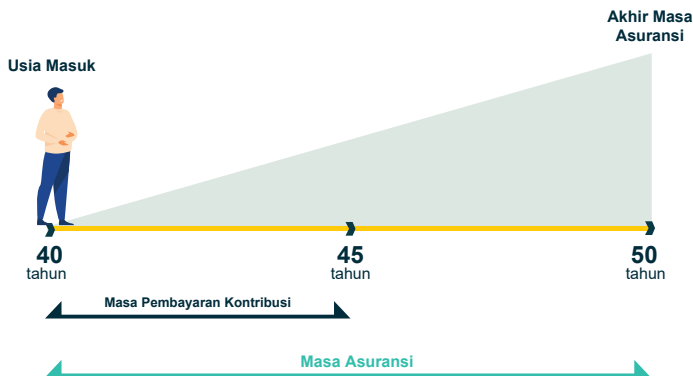 Akhir Masa
Asuransi
Usia Masuk
40
tahun
45
tahun
50
tahun
Masa Pembayaran Kontribusi
Masa Asuransi